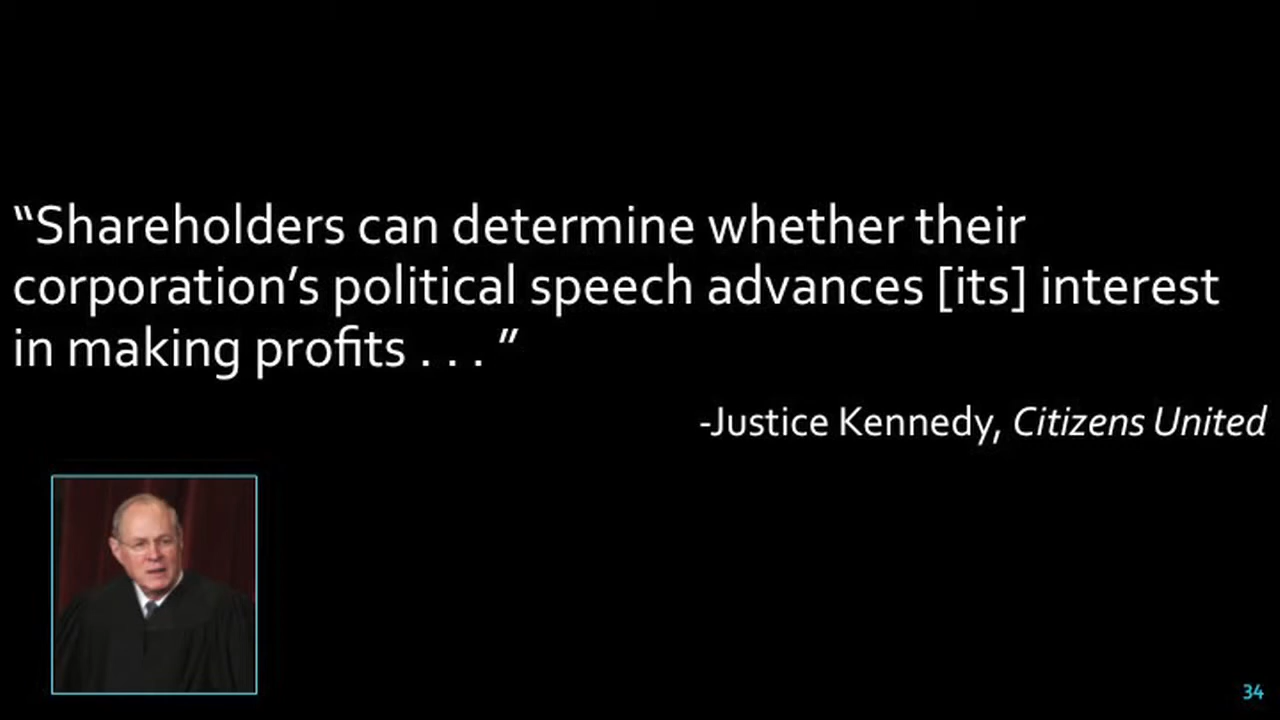 “Shareholders can determine whether their
corporation’s political speech advances [its] interest
in making profits . . . ”
-Justice Kennedy, Citizens United
34